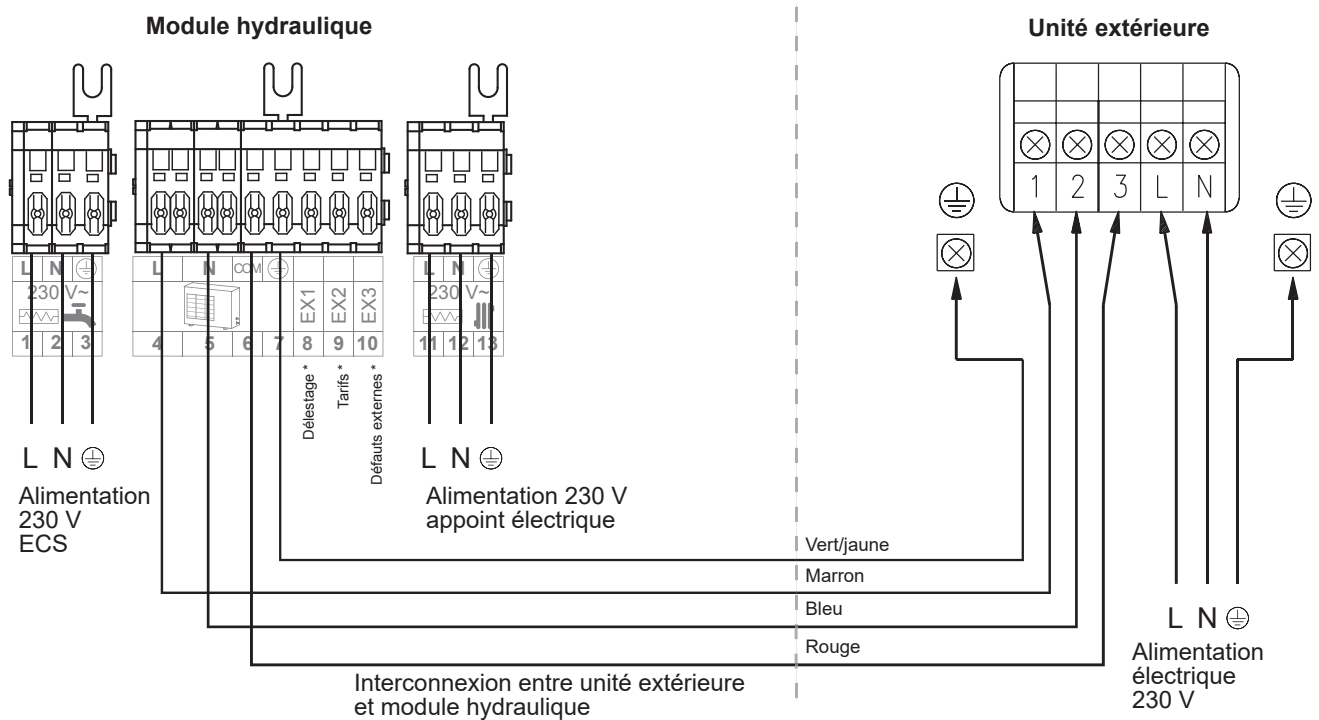 Module hydraulique
Unité extérieure
1 2 3 L N
L N
230 V~
1 2 3
L N COM
EX1
EX2
EX3
4 5 6 7 8 9 10
L N
230 V~
11 12 13
Délestage *
Tarifs *
Défauts externes *
L N
Alimentation
230 V
ECS
L N
Alimentation 230 V
appoint électrique
Vert/jaune
Marron
Bleu
Rouge
Interconnexion entre unité extérieure
et module hydraulique
L N
Alimentation
électrique
230 V